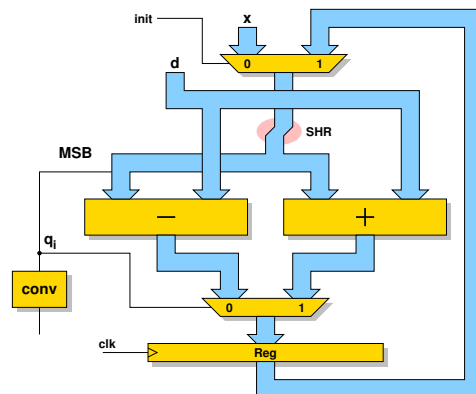 init
x
0 1
d
SHR
MSB
− +
qi
0 1
conv
clk
Reg